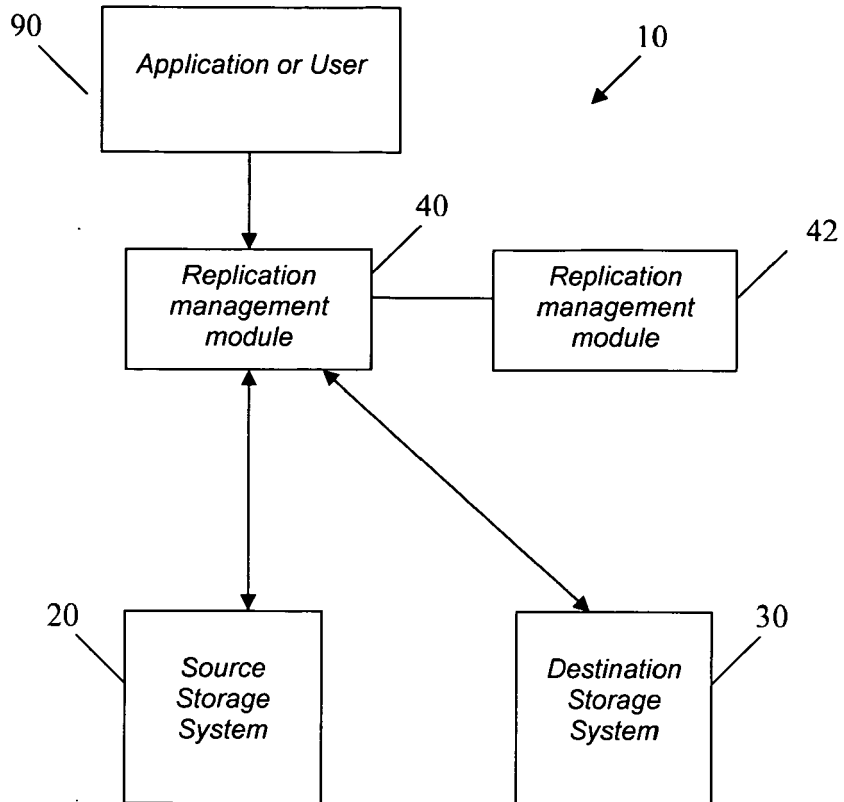 90
Application or User
10
40
42
Replication
management
module
Replication
management
module
20
30
Source
Storage
System
Destination
Storage
System